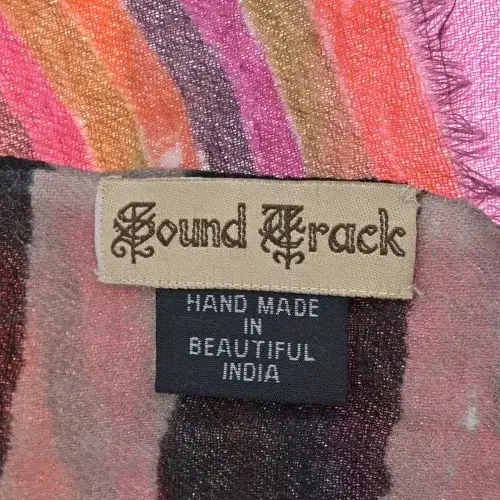 Sound Track
HAND MADE
IN
BEAUTIFUL
INDIA